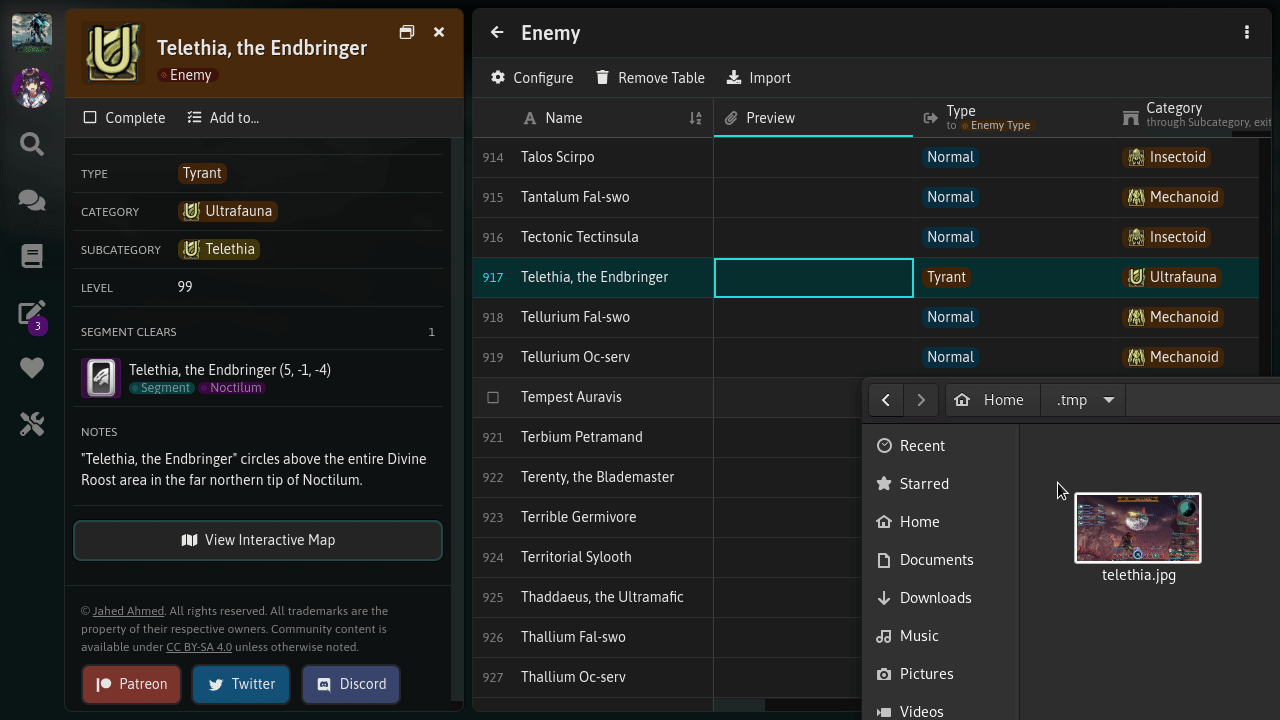 Telethia, the Endbringer
Enemy
Complete
Add to...
TYPE
Tyrant
CATEGORY
Ultrafauna
SUBCATEGORY
Telethia
LEVEL
99
SEGMENT CLEARS
1
Telethia, the Endbringer (5, -1, -4)
Segment
Noctilum
NOTES
"Telethia, the Endbringer" circles above the entire Divine
Roost area in the far northern tip of Noctilum.
View Interactive Map
© Jahed Ahmed. All rights reserved. All trademarks are the
property of their respective owners. Community content is
available under CC BY-SA 4.0 unless otherwise noted.
Patreon
Twitter
Discord
3
Enemy
Configure
Remove Table
Import
Name
Preview
Type
to Enemy Type
Category
through Subcategory, exit
914 Talos Scirpo Normal Insectoid
915 Tantalum Fal-swo Normal Mechanoid
916 Tectonic Tectinsula Normal Insectoid
917 Telethia, the Endbringer Tyrant Ultrafauna
918 Tellurium Fal-swo Normal Mechanoid
919 Tellurium Oc-serv Normal Mechanoid
Tempest Auravis
921 Terbium Petramand
922 Terenty, the Blademaster
923 Terrible Germivore
924 Territorial Sylooth
925 Thaddaeus, the Ultramafic
926 Thallium Fal-swo
927 Thallium Oc-serv
Home
.tmp
Recent
Starred
Home
Documents
Downloads
Music
Pictures
Videos
telethia.jpg